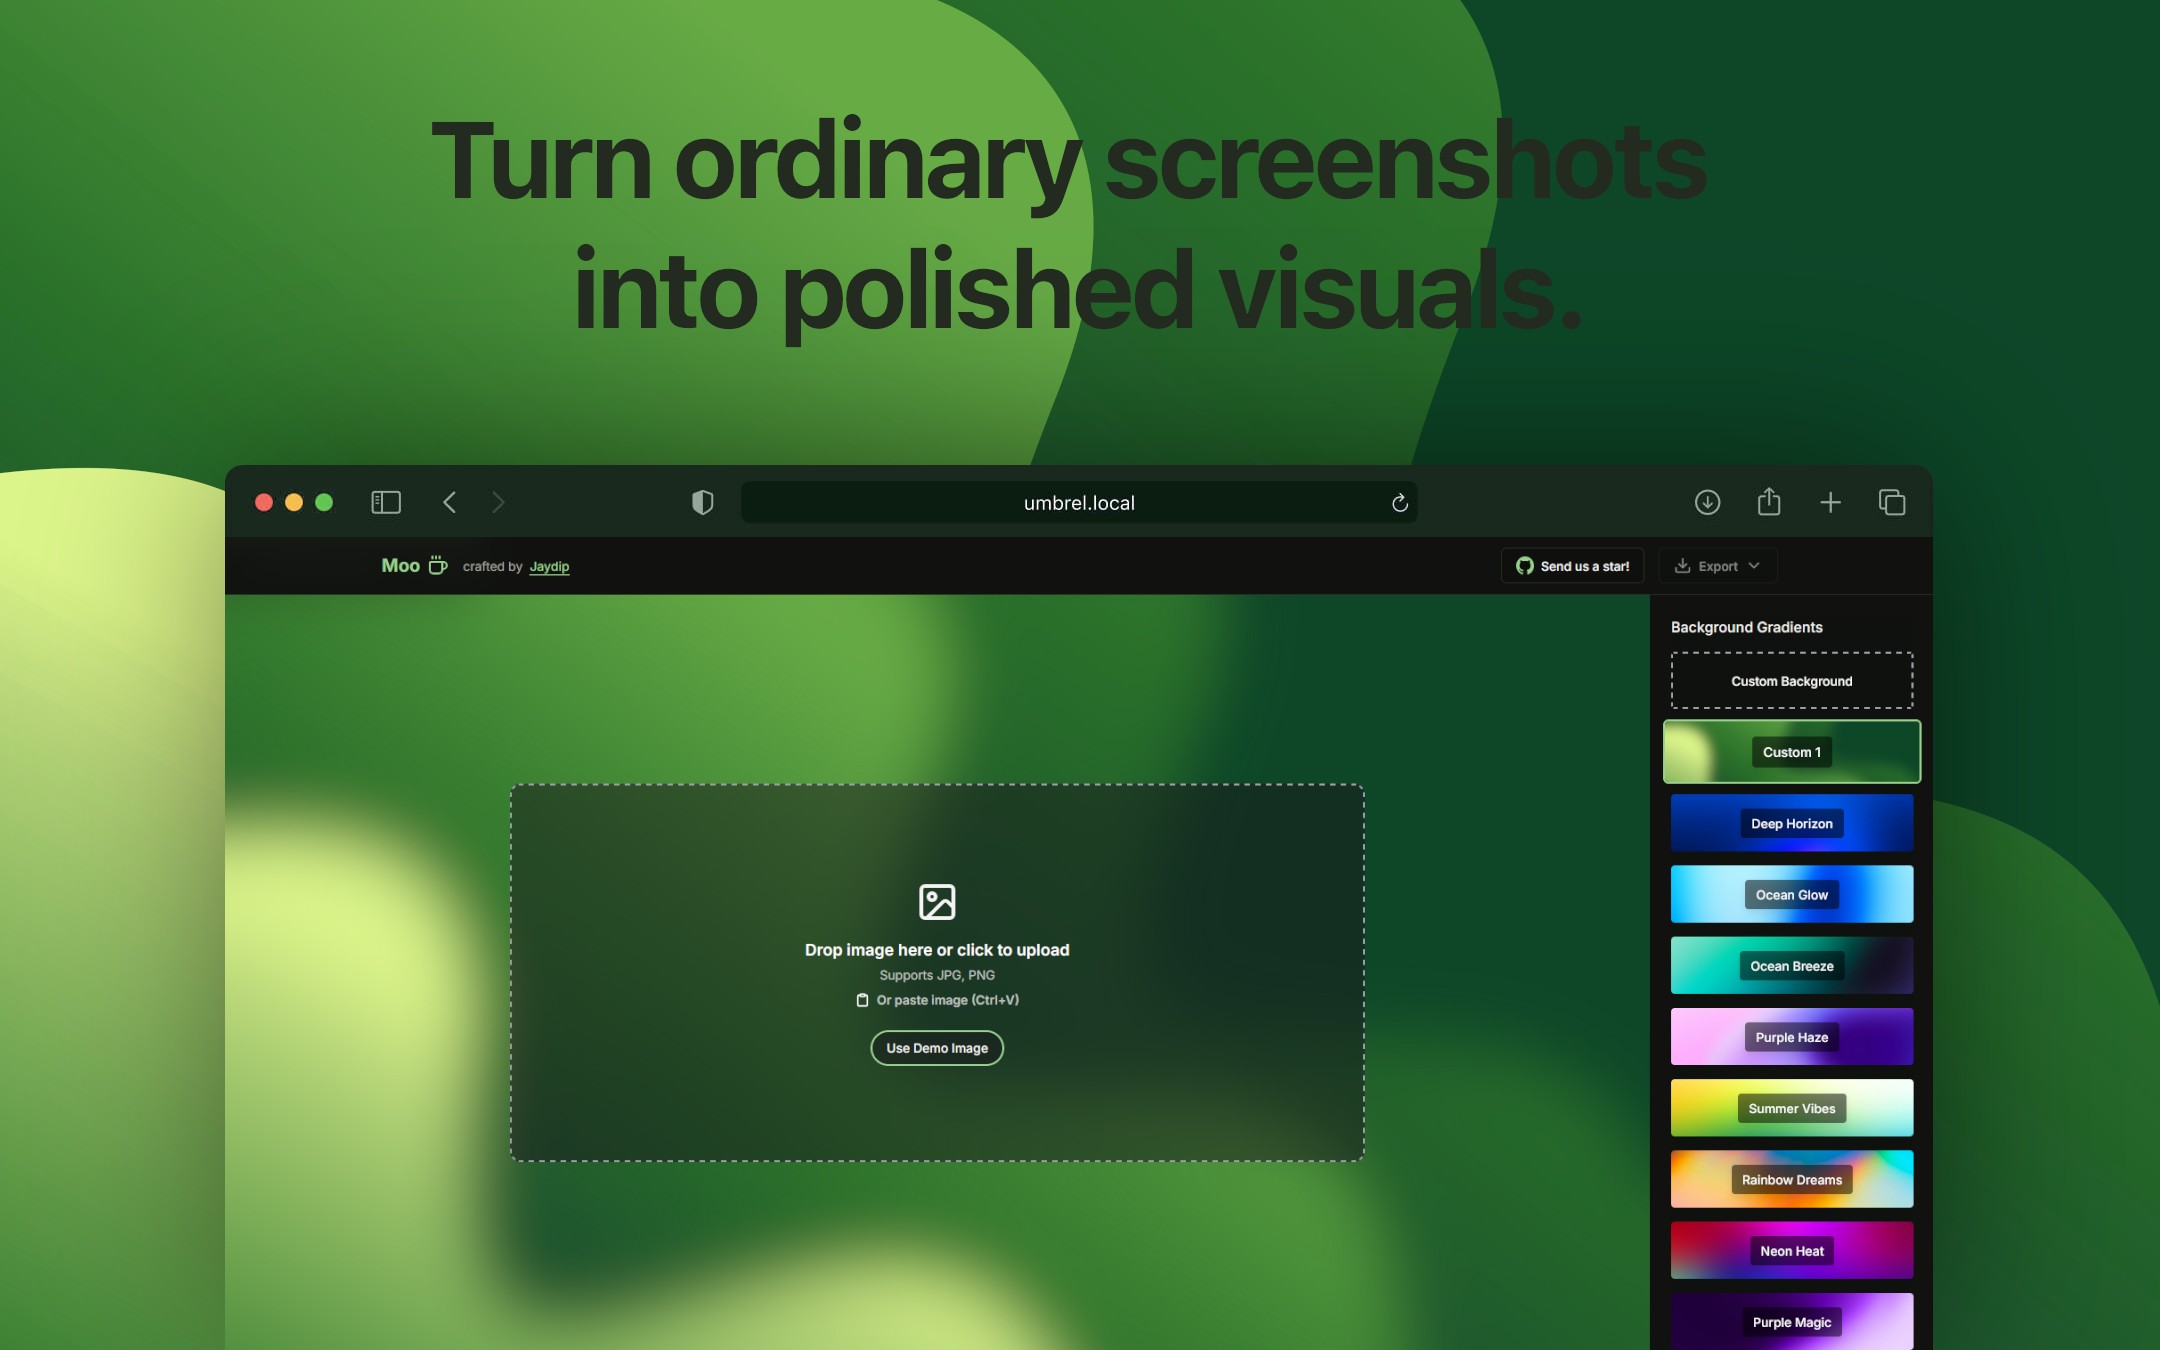 Turn ordinary screenshots
into polished visuals.
umbrel.local
Moo crafted by Jaydip
Send us a star!
Export
Background Gradients
Custom Background
Custom 1
Deep Horizon
Ocean Glow
Ocean Breeze
Purple Haze
Summer Vibes
Rainbow Dreams
Neon Heat
Purple Magic
Drop image here or click to upload
Supports JPG, PNG
Or paste image (Ctrl+V)
Use Demo Image